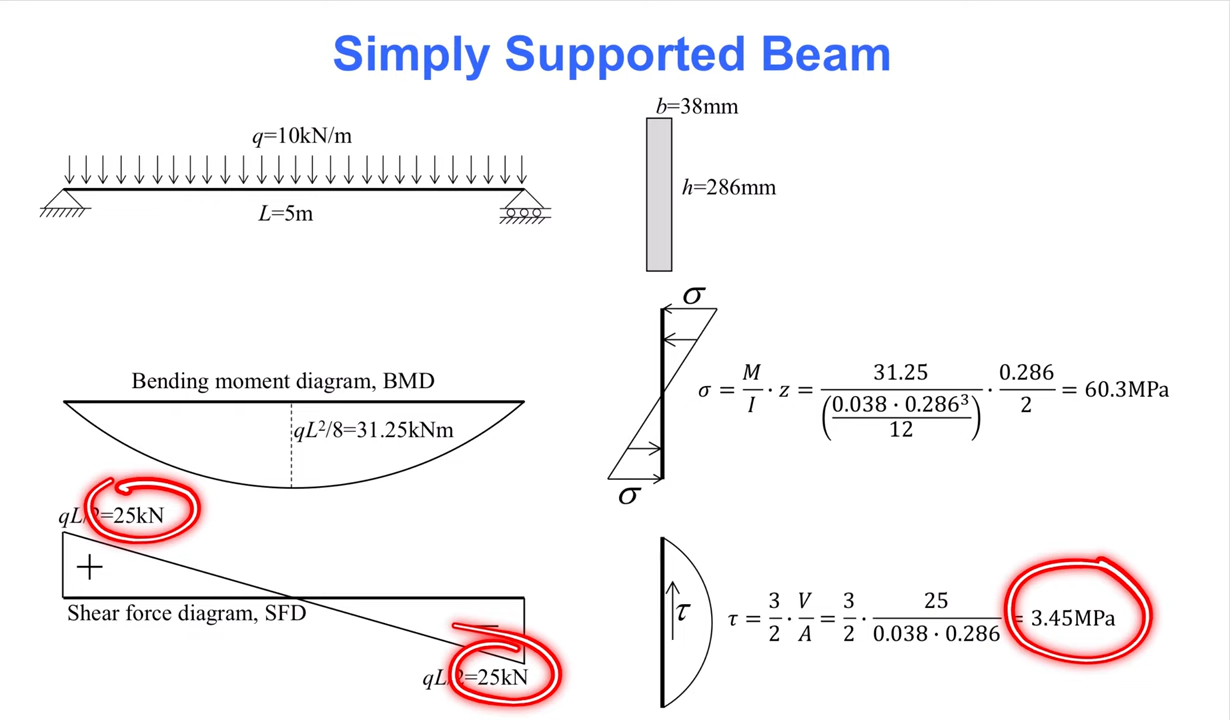 Simply Supported Beam
q=10kN/m
L=5m
b=38mm
h=286mm
Bending moment diagram, BMD
qL²/8=31.25kNm
qL/2=25kN
+
Shear force diagram, SFD
−
qL/2=25kN
σ
σ = M/I · z = 31.25/((0.038 · 0.286³)/12) · 0.286/2 = 60.3MPa
σ
τ
τ = 3/2 · V/A = 3/2 · 25/(0.038 · 0.286) = 3.45MPa